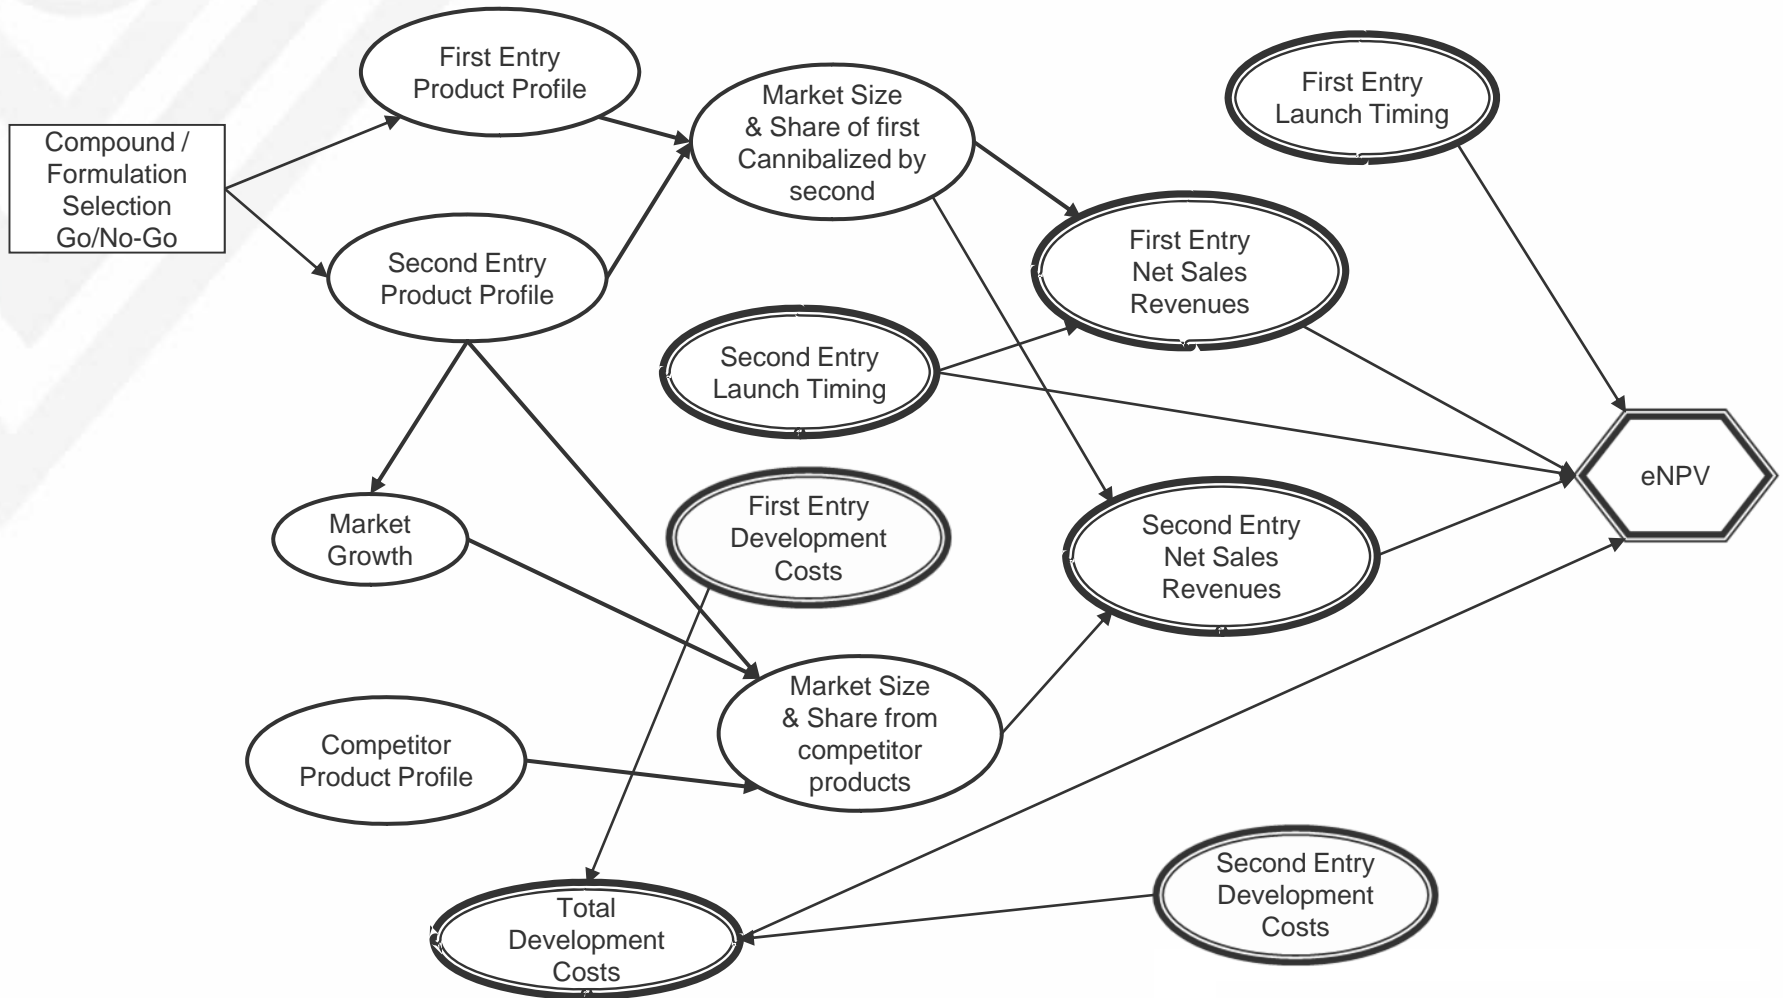 First Entry
Product Profile
Market Size
& Share of first
Cannibalized by
second
First Entry
Launch Timing
Compound /
Formulation
Selection
Go/No-Go
Second Entry
Product Profile
First Entry
Net Sales
Revenues
Second Entry
Launch Timing
eNPV
Market
Growth
First Entry
Development
Costs
Second Entry
Net Sales
Revenues
Competitor
Product Profile
Market Size
& Share from
competitor
products
Total
Development
Costs
Second Entry
Development
Costs